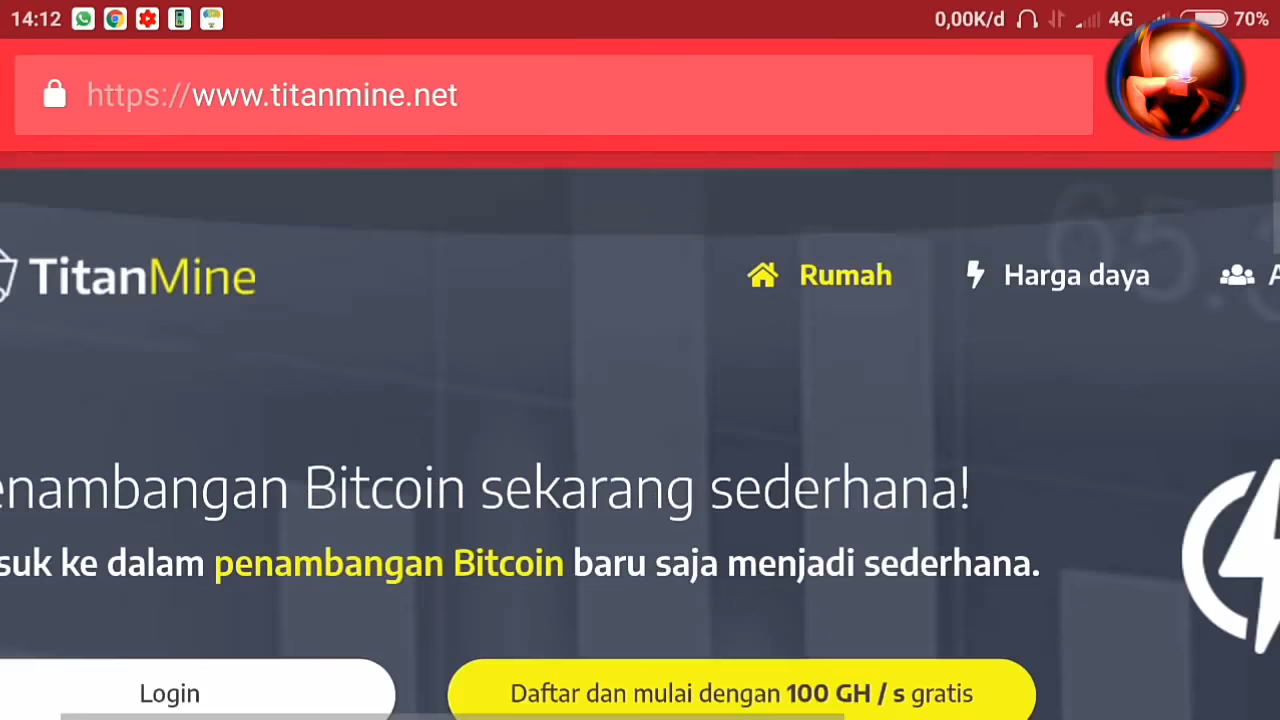 14:12 0,00K/d 4G 70%
https://www.titanmine.net
TitanMine Rumah Harga daya A
enambangan Bitcoin sekarang sederhana!
suk ke dalam penambangan Bitcoin baru saja menjadi sederhana.
Login Daftar dan mulai dengan 100 GH / s gratis